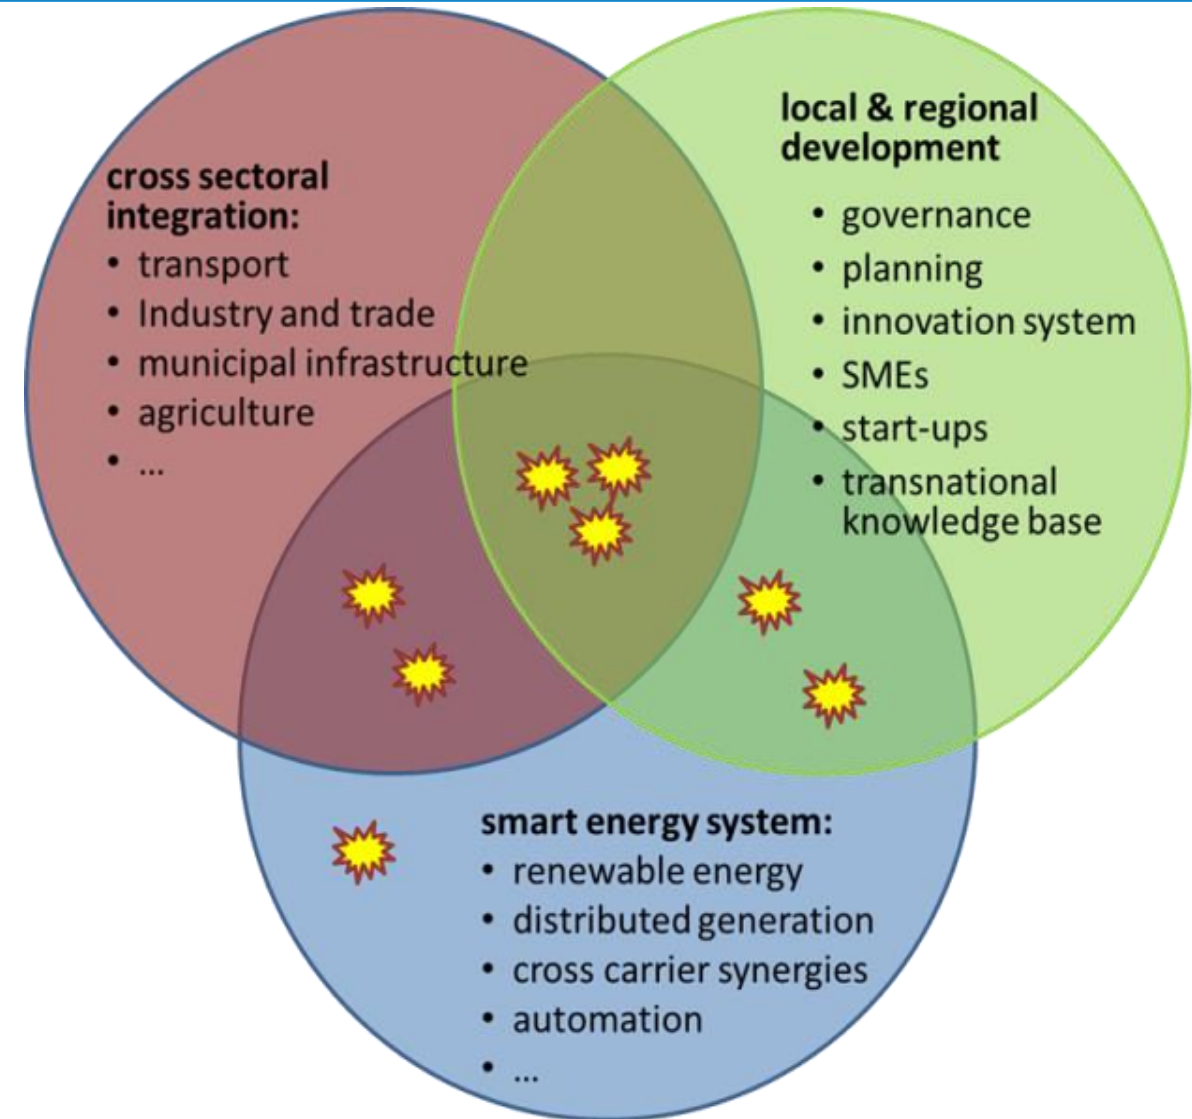 cross sectoral
integration:
• transport
• Industry and trade
• municipal infrastructure
• agriculture
• ...
local & regional
development
• governance
• planning
• innovation system
• SMEs
• start-ups
• transnational
knowledge base
smart energy system:
• renewable energy
• distributed generation
• cross carrier synergies
• automation
• ...